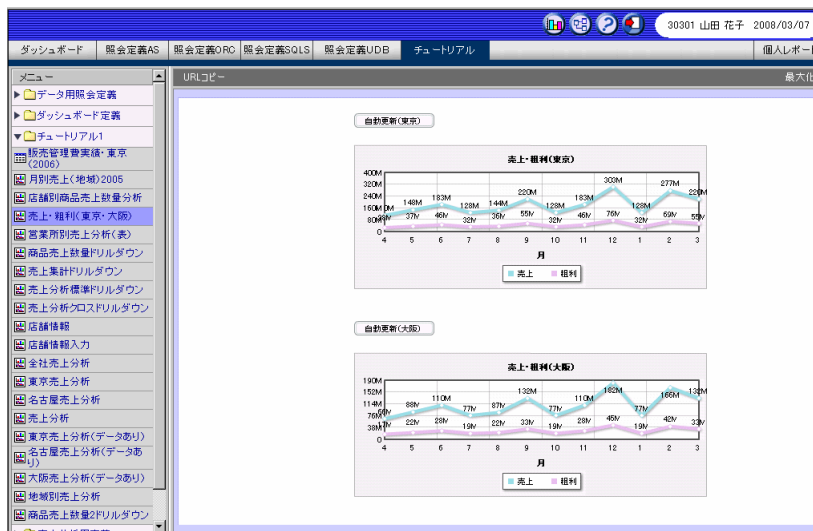 30301 山田 花子 2008/03/07
ダッシュボード 照会定義AS 照会定義ORC 照会定義SQLS 照会定義UDB チュートリアル 個人レポート
メニュー
データ用照会定義
ダッシュボード定義
チュートリアル1
販売管理費実績・東京
(2006)
月別売上(地域)2005
店舗別商品売上数量分析
売上・粗利(東京・大阪)
営業所別売上分析(表)
商品売上数量ドリルダウン
売上集計ドリルダウン
売上分析標準ドリルダウン
売上分析クロスドリルダウン
店舗情報
店舗情報入力
全社売上分析
東京売上分析
名古屋売上分析
売上分析
東京売上分析(データあり)
名古屋売上分析(データあ
り)
大阪売上分析(データあり)
地域別売上分析
商品売上数量2ドリルダウン
URLコピー 最大化
自動更新(東京)
売上・粗利(東京)
400M
320M
240M
160M
80M
0
148M 183M 128M 144M 220M 128M 183M 303M 128M 277M 220M
37M 46M 32M 36M 55M 32M 46M 76M 32M 69M 55M
4 5 6 7 8 9 10 11 12 1 2 3
月
売上 粗利
自動更新(大阪)
売上・粗利(大阪)
190M
152M
114M
76M
38M
0
88M 110M 77M 87M 132M 77M 110M 182M 77M 166M 132M
22M 28M 19M 22M 33M 19M 28M 45M 19M 42M 33M
4 5 6 7 8 9 10 11 12 1 2 3
月
売上 粗利